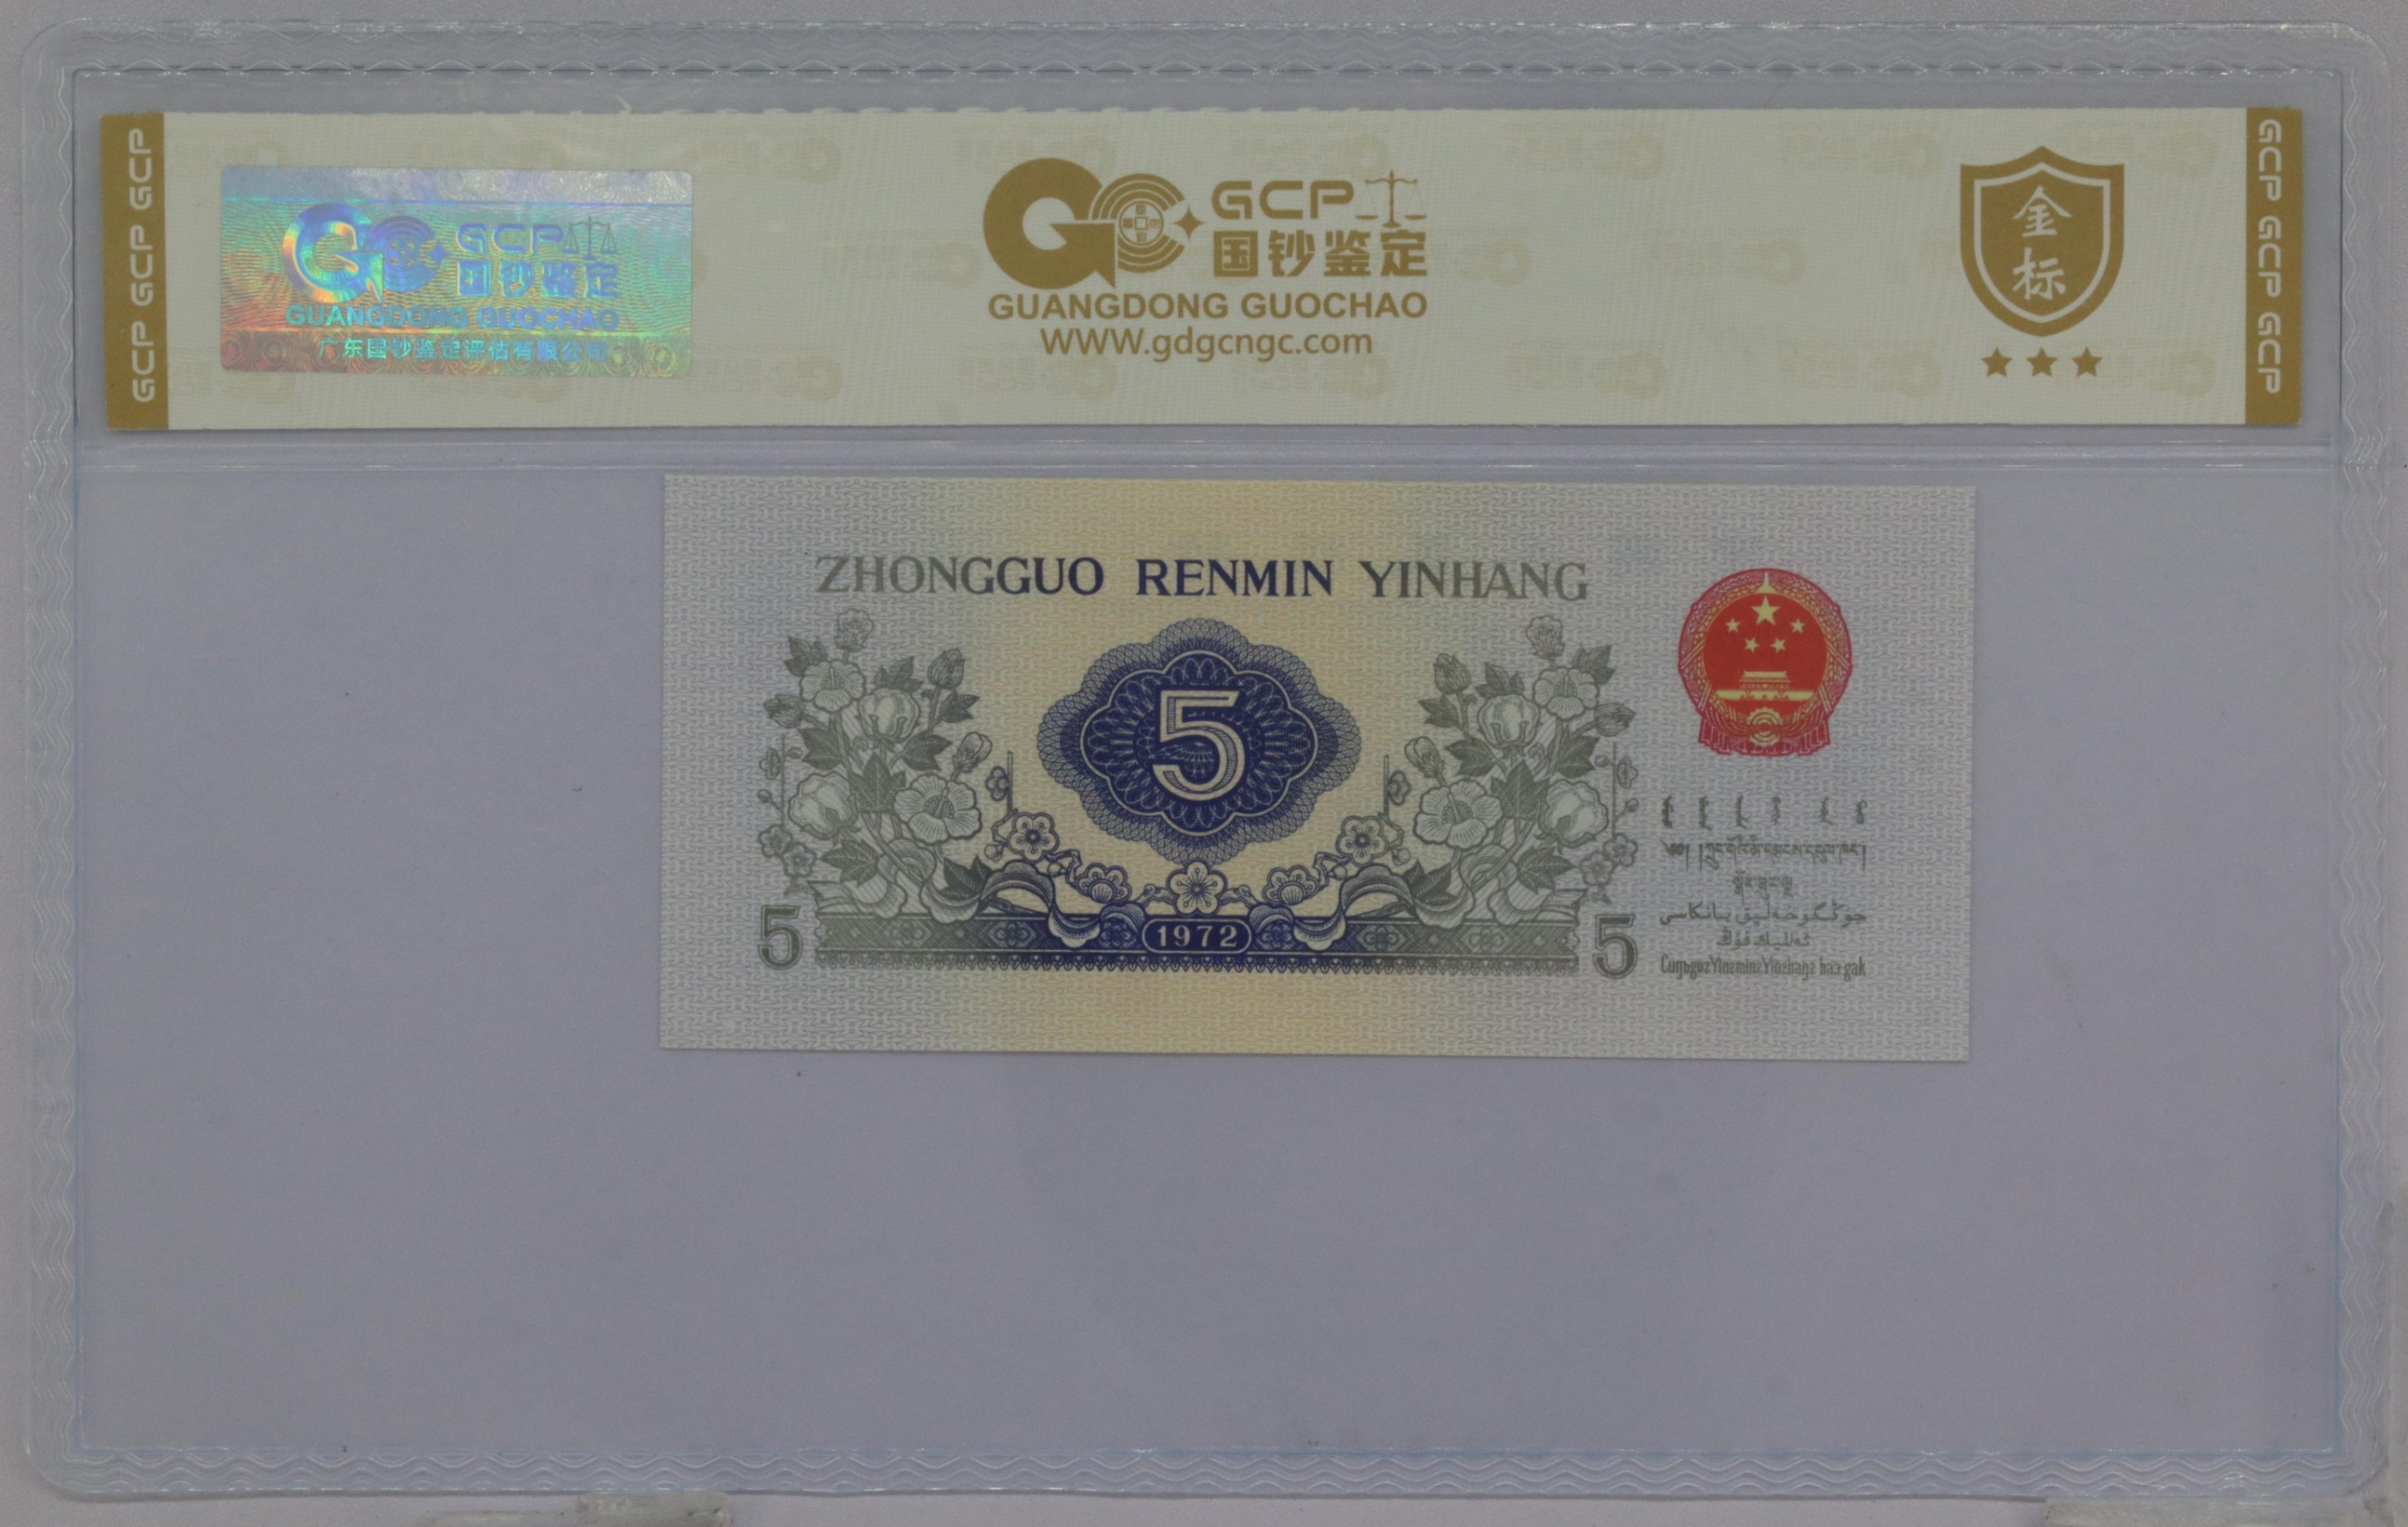 GCP GCP GCP
GCP
国钞鉴定
GUANGDONG GUOCHAO
广东国钞鉴定评估有限公司
GCP
国钞鉴定
GUANGDONG GUOCHAO
WWW.gdgcngc.com
金
标
GCP GCP GCP
ZHONGGUO RENMIN YINHANG
5
1972
5
5